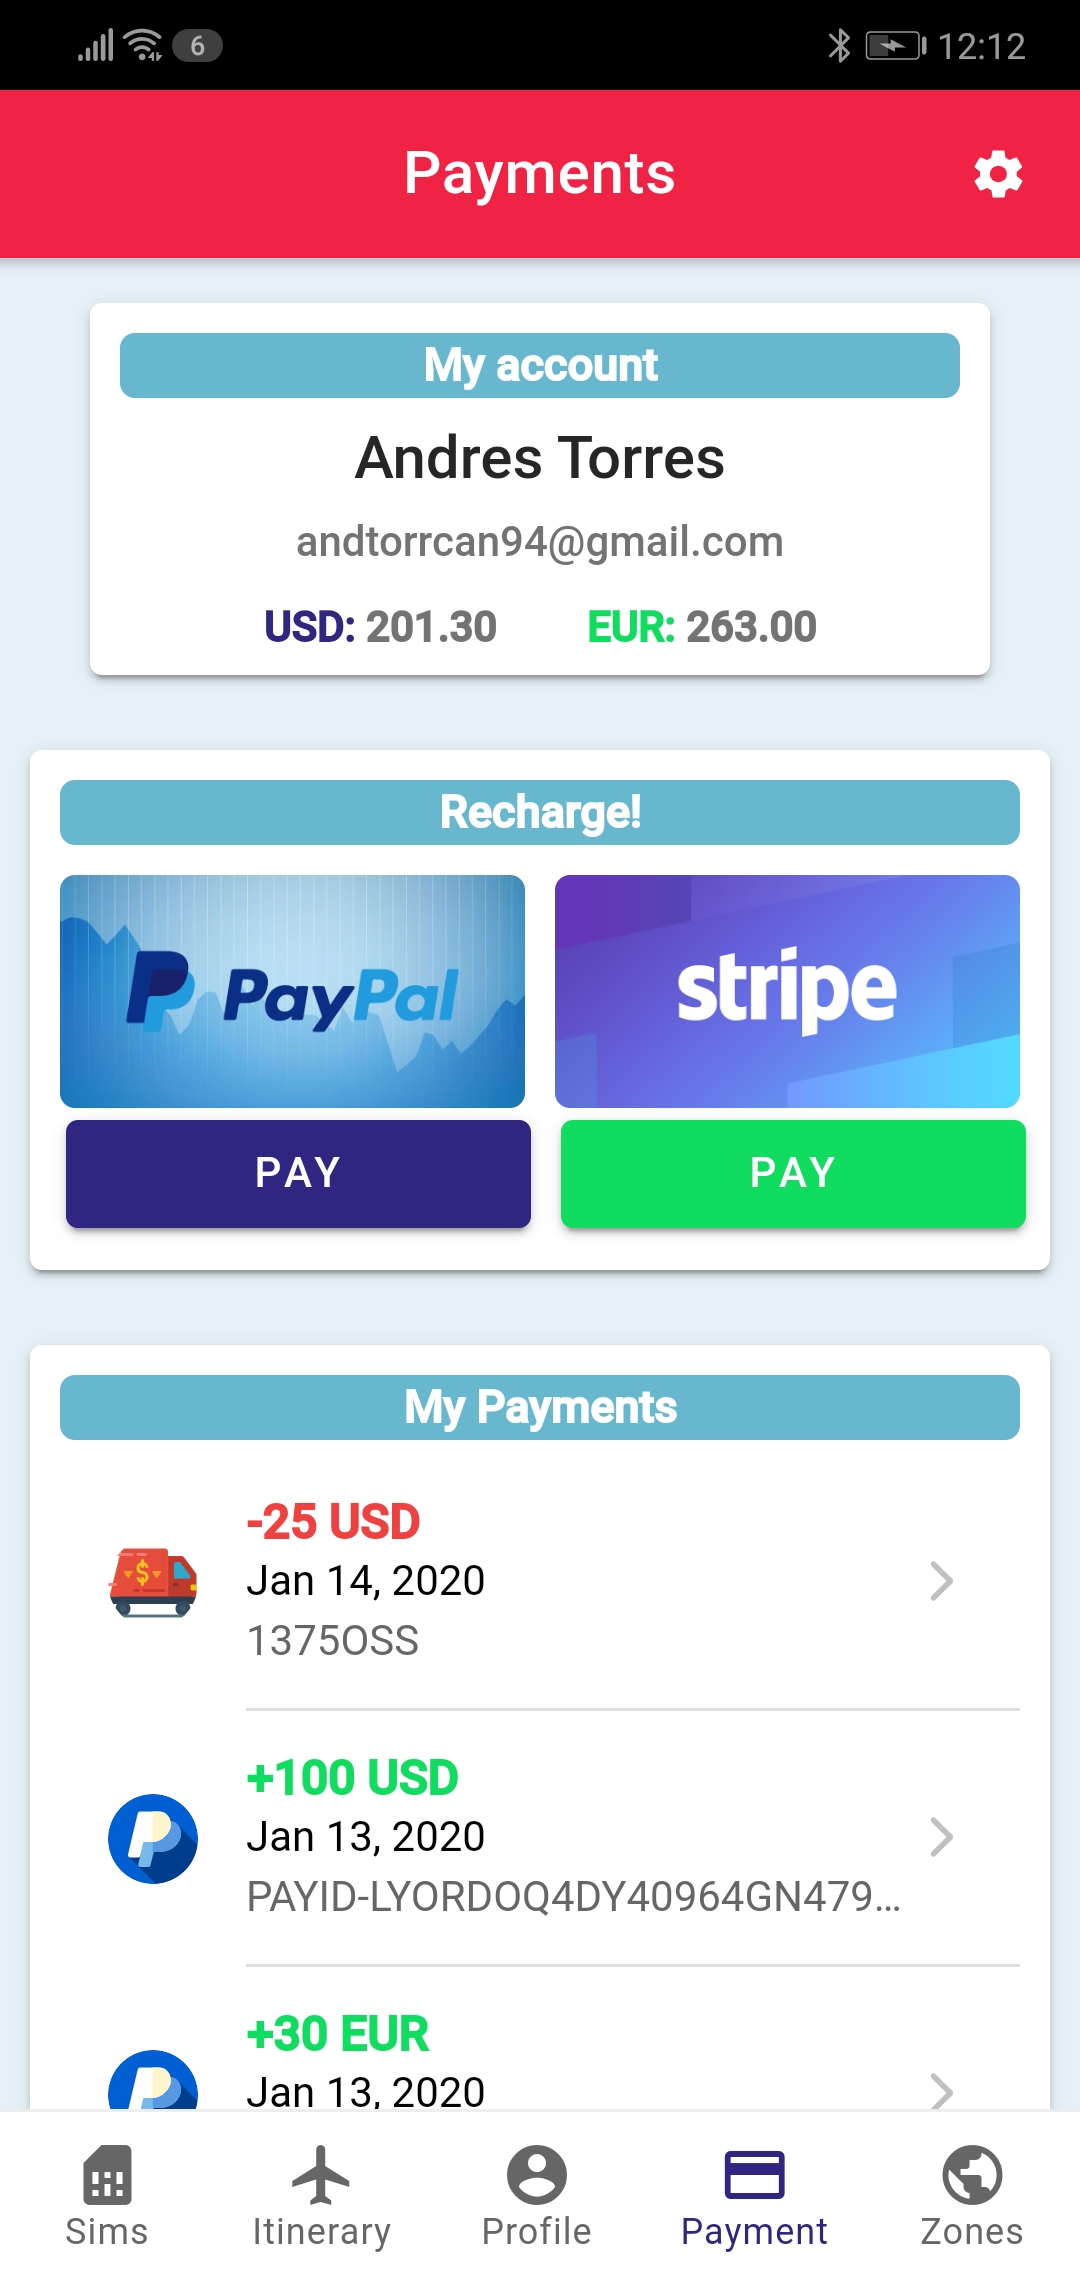 6
12:12
Payments
My account
Andres Torres
andtorrcan94@gmail.com
USD: 201.30 EUR: 263.00
Recharge!
PayPal stripe
PAY PAY
My Payments
-25 USD
Jan 14, 2020
1375OSS
+100 USD
Jan 13, 2020
PAYID-LYORDOQ4DY40964GN479...
+30 EUR
Jan 13, 2020
Sims Itinerary Profile Payment Zones